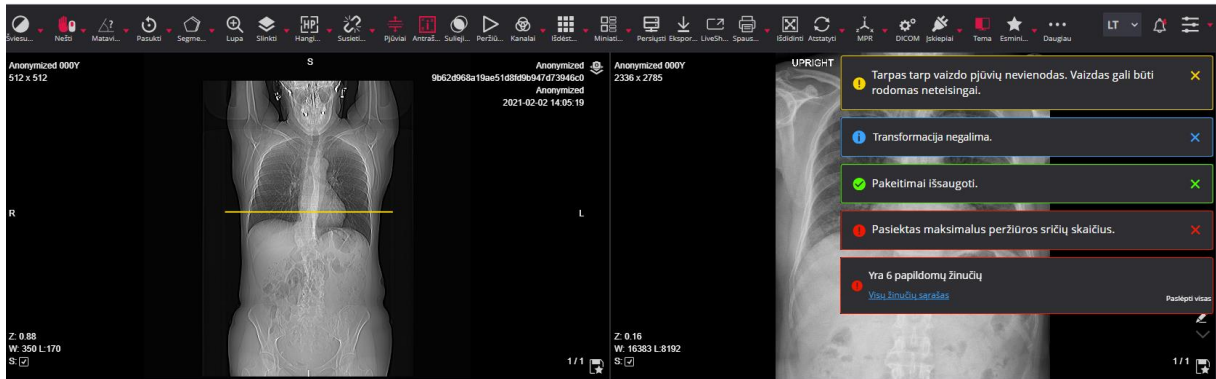 Šviesu... Nešti Matavi... Pasukti Segme... Lupa Slinkti Hangi... Susieti... Pjūviai Antraš... Sulieji... Peržiū... Kanalai Išdėst... Miniati... Persiųsti Ekspor... LiveSh... Spaus... Išdidinti Atstatyti MPR DICOM Įskiepiai Tema Esmini... Daugiau LT
HP
Anonymized 000Y
512 x 512
S
Anonymized
9b62d968a19ae51d8fd9b947d73946c0
Anonymized
2021-02-02 14:05:19
R
L
Z: 0.88
W: 350 L:170
S:
1/1
Anonymized 000Y
2336 x 2785
UPRIGHT
Z: 0.16
W: 16383 L:8192
S:
1/1
Tarpas tarp vaizdo pjūvių nevienodas. Vaizdas gali būti
rodomas neteisingai.
Transformacija negalima.
Pakeitimai išsaugoti.
Pasiektas maksimalus peržiūros sričių skaičius.
Yra 6 papildomų žinučių
Visų žinučių sąrašas
Paslėpti visas